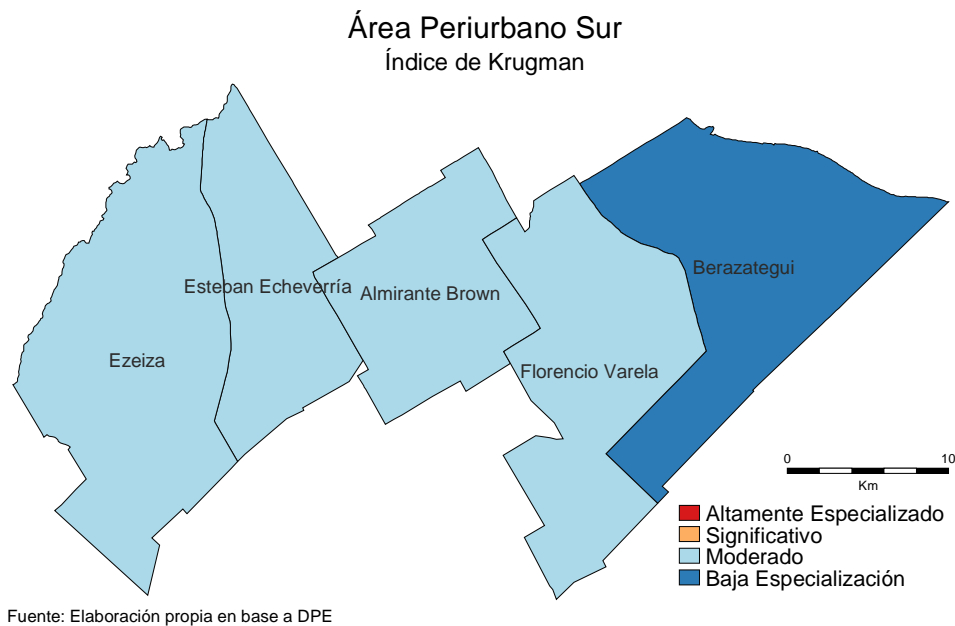 Área Periurbano Sur
Índice de Krugman
Berazategui
Esteban Echeverría
Almirante Brown
Ezeiza
Florencio Varela
0 10
Km
Altamente Especializado
Significativo
Moderado
Baja Especialización
Fuente: Elaboración propia en base a DPE